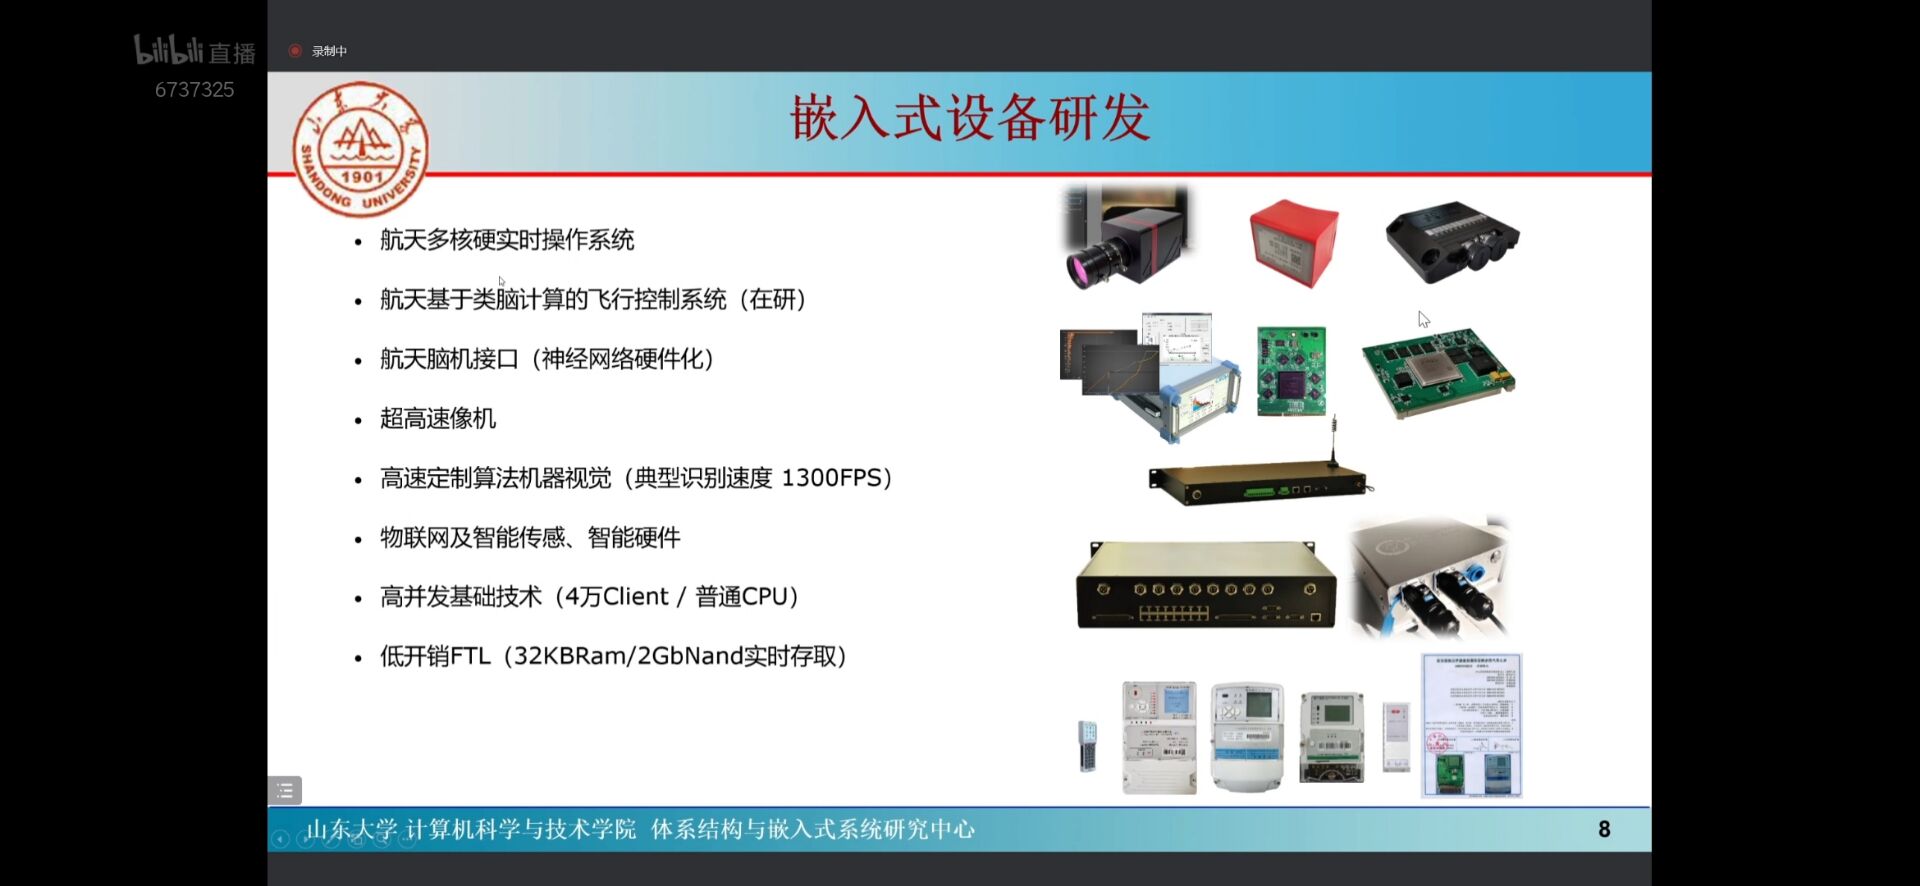 bilibili 直播
6737325
录制中
嵌入式设备研发
山东大学
SHANDONG UNIVERSITY
1901
• 航天多核硬实时操作系统
• 航天基于类脑计算的飞行控制系统（在研）
• 航天脑机接口（神经网络硬件化）
• 超高速像机
• 高速定制算法机器视觉（典型识别速度 1300FPS）
• 物联网及智能传感、智能硬件
• 高并发基础技术（4万Client / 普通CPU）
• 低开销FTL（32KBRam/2GbNand实时存取）
山东大学 计算机科学与技术学院 体系结构与嵌入式系统研究中心
8